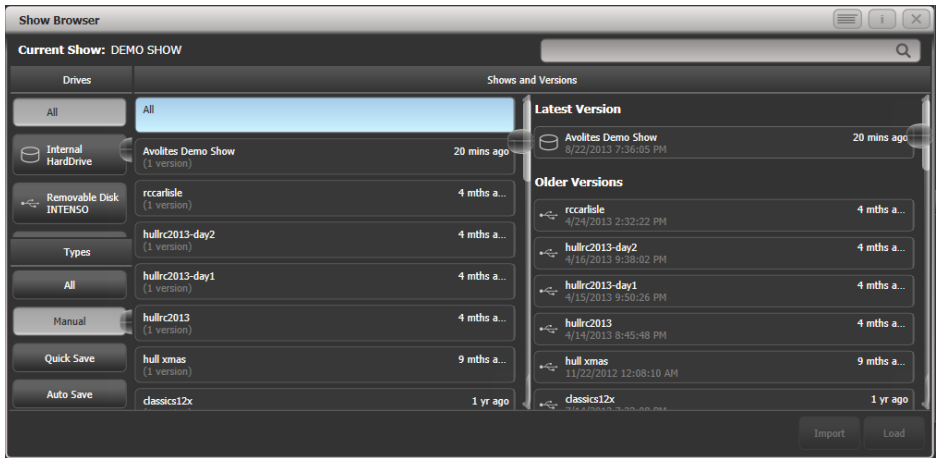 Show Browser
i
Current Show: DEMO SHOW
Drives
Shows and Versions
All
Internal
HardDrive
Removable Disk
INTENSO
Types
All
Manual
Quick Save
Auto Save
All
Avolites Demo Show 20 mins ago
(1 version)
rccarlisle 4 mths a...
(1 version)
hullrc2013-day2 4 mths a...
(1 version)
hullrc2013-day1 4 mths a...
(1 version)
hullrc2013 4 mths a...
(1 version)
hull xmas 9 mths a...
(1 version)
classics12x 1 yr ago
Latest Version
Avolites Demo Show 20 mins ago
8/22/2013 7:36:05 PM
Older Versions
rccarlisle 4 mths a...
4/24/2013 2:32:22 PM
hullrc2013-day2 4 mths a...
4/16/2013 9:38:02 PM
hullrc2013-day1 4 mths a...
4/15/2013 9:50:26 PM
hullrc2013 4 mths a...
4/14/2013 8:45:48 PM
hull xmas 9 mths a...
11/22/2012 12:08:10 AM
classics12x 1 yr ago
Import
Load